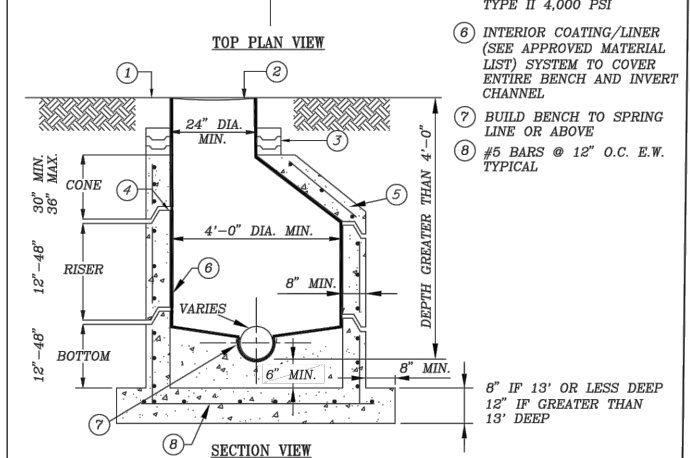 TYPE II 4,000 PSI
TOP PLAN VIEW
6 INTERIOR COATING/LINER
(SEE APPROVED MATERIAL
LIST) SYSTEM TO COVER
ENTIRE BENCH AND INVERT
CHANNEL
7 BUILD BENCH TO SPRING
LINE OR ABOVE
8 #5 BARS @ 12" O.C. E.W.
TYPICAL
1
2
24" DIA.
MIN.
3
30" MIN.
36" MAX.
CONE
4
5
4'-0" DIA. MIN.
DEPTH GREATER THAN 4'-0"
12"-48"
RISER
6
8" MIN.
VARIES
12"-48"
BOTTOM
6" MIN.
8" MIN.
7
8
8" IF 13' OR LESS DEEP
12" IF GREATER THAN
13' DEEP
SECTION VIEW